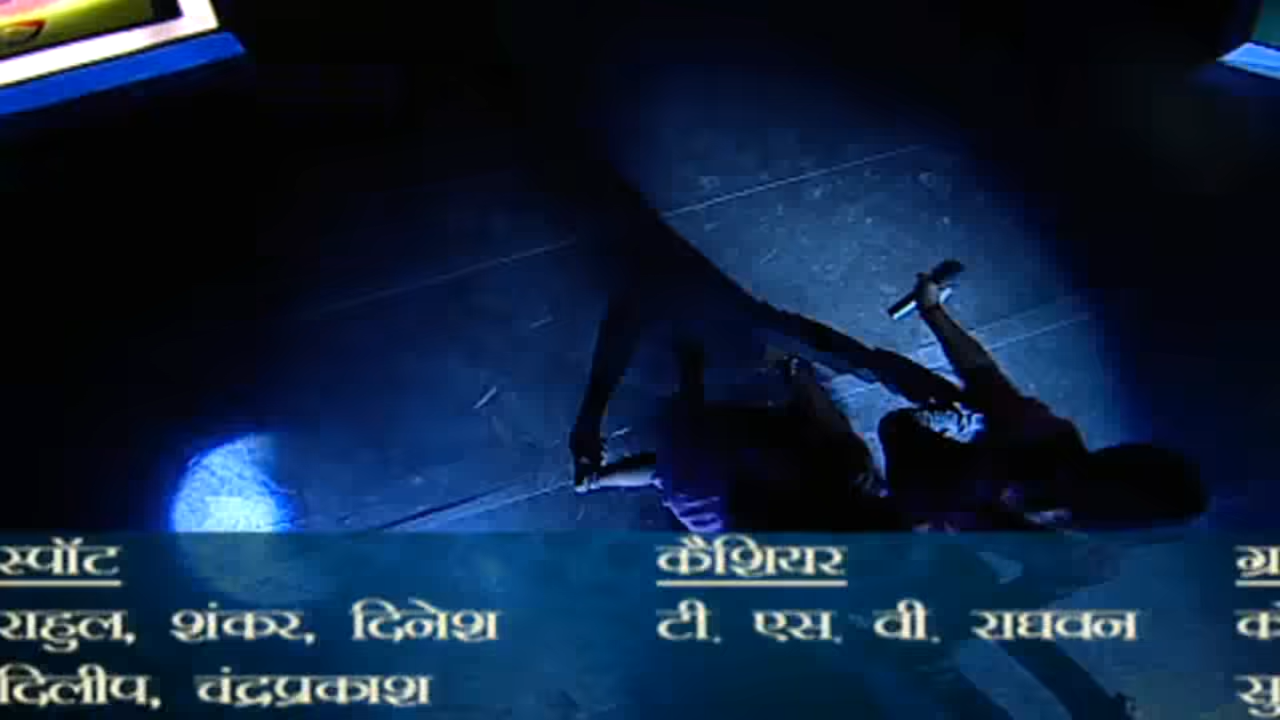 स्पॉट
राहुल, शंकर, दिनेश
दिलीप, चंद्रप्रकाश
कैशियर
टी. एस. वी. राघवन